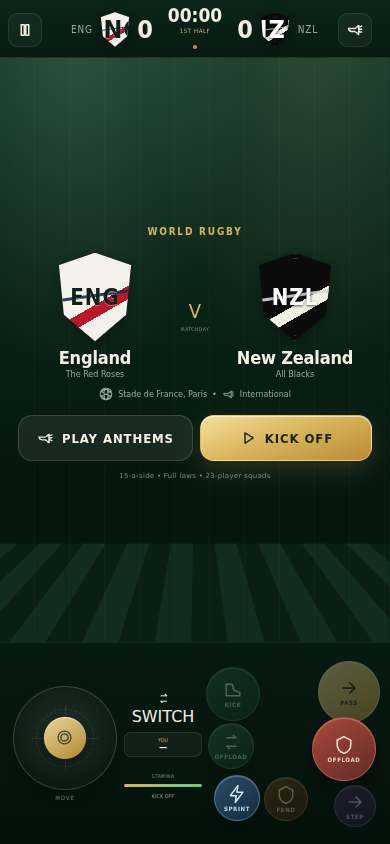 ENG N 0 00:00 0 NZ NZL
1ST HALF
WORLD RUGBY
ENG NZL
V
MATCHDAY
England New Zealand
The Red Roses All Blacks
Stade de France, Paris • International
PLAY ANTHEMS KICK OFF
15-a-side • Full laws • 23-player squads
SWITCH
YOU
—
STAMINA
KICK OFF
MOVE
KICK
PASS
OFFLOAD
OFFLOAD
SPRINT
FEND
STEP